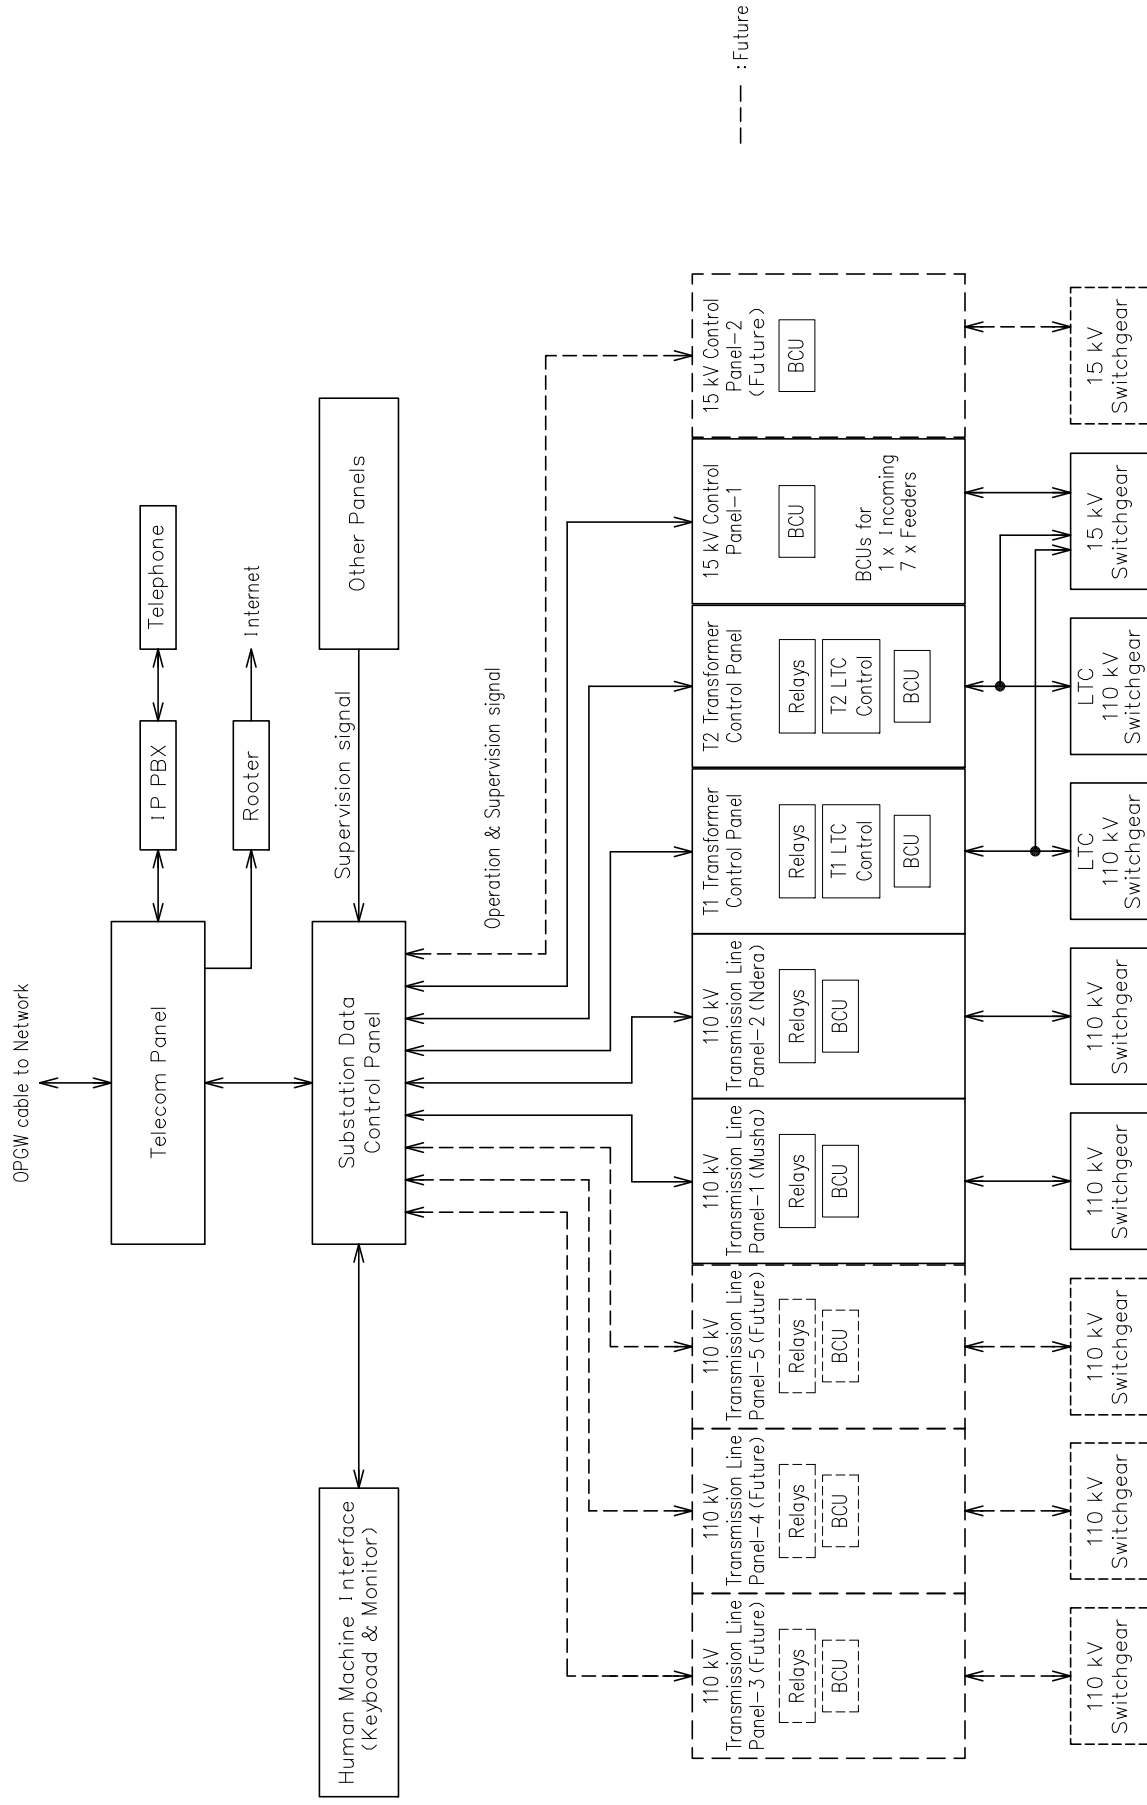 OPGW cable to Network
Telecom Panel
IP PBX
Telephone
Rooter
Internet
Human Machine Interface
(Keyboad & Monitor)
Substation Data
Control Panel
Supervision signal
Other Panels
Operation & Supervision signal
110 kV
Transmission Line
Panel-3 (Future)
Relays
BCU
110 kV
Transmission Line
Panel-4 (Future)
Relays
BCU
110 kV
Transmission Line
Panel-5 (Future)
Relays
BCU
110 kV
Transmission Line
Panel-1 (Musha)
Relays
BCU
110 kV
Transmission Line
Panel-2 (Ndera)
Relays
BCU
T1 Transformer
Control Panel
Relays
T1 LTC
Control
BCU
T2 Transformer
Control Panel
Relays
T2 LTC
Control
BCU
15 kV Control
Panel-1
BCU
BCUs for
1 x Incoming
7 x Feeders
15 kV Control
Panel-2
(Future)
BCU
: Future
110 kV
Switchgear
110 kV
Switchgear
110 kV
Switchgear
110 kV
Switchgear
110 kV
Switchgear
LTC
110 kV
Switchgear
LTC
110 kV
Switchgear
15 kV
Switchgear
15 kV
Switchgear